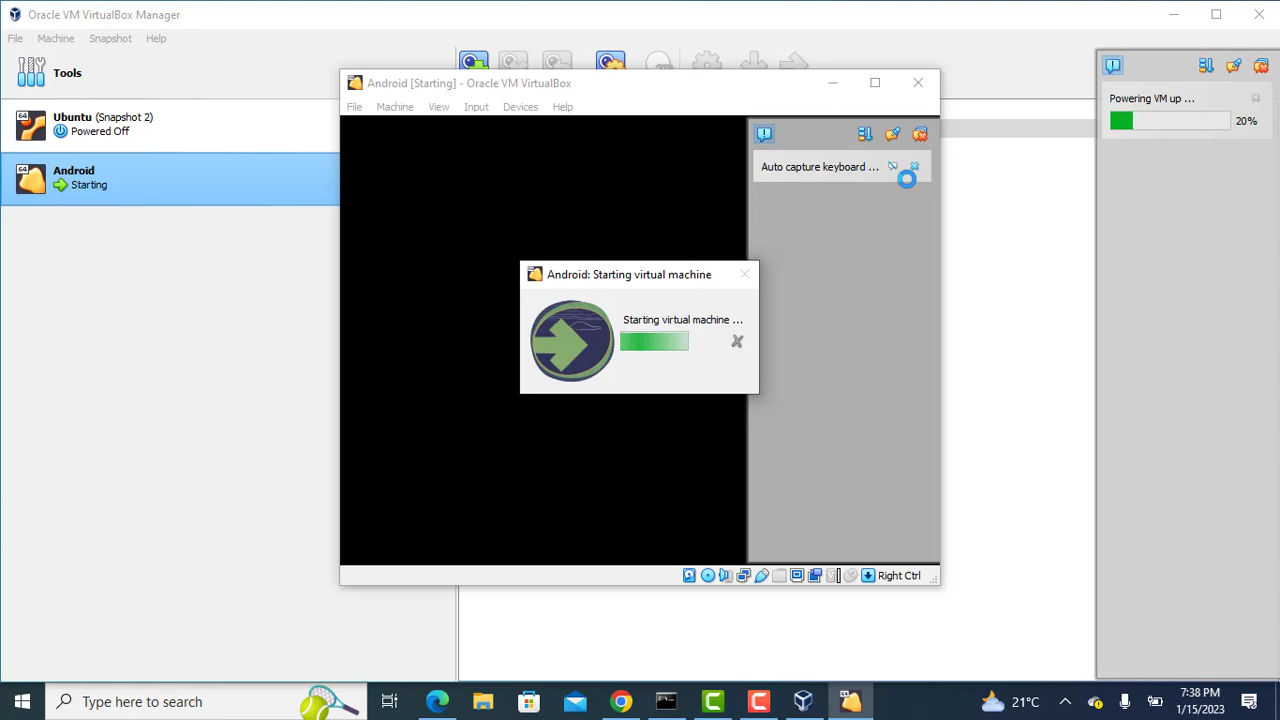 Oracle VM VirtualBox Manager
File Machine Snapshot Help
Tools
64 Ubuntu (Snapshot 2)
Powered Off
64 Android
Starting
Android [Starting] - Oracle VM VirtualBox
File Machine View Input Devices Help
Auto capture keyboard ...
Android: Starting virtual machine
Starting virtual machine ...
Right Ctrl
Powering VM up ...
20%
Type here to search
21°C
7:38 PM
1/15/2023